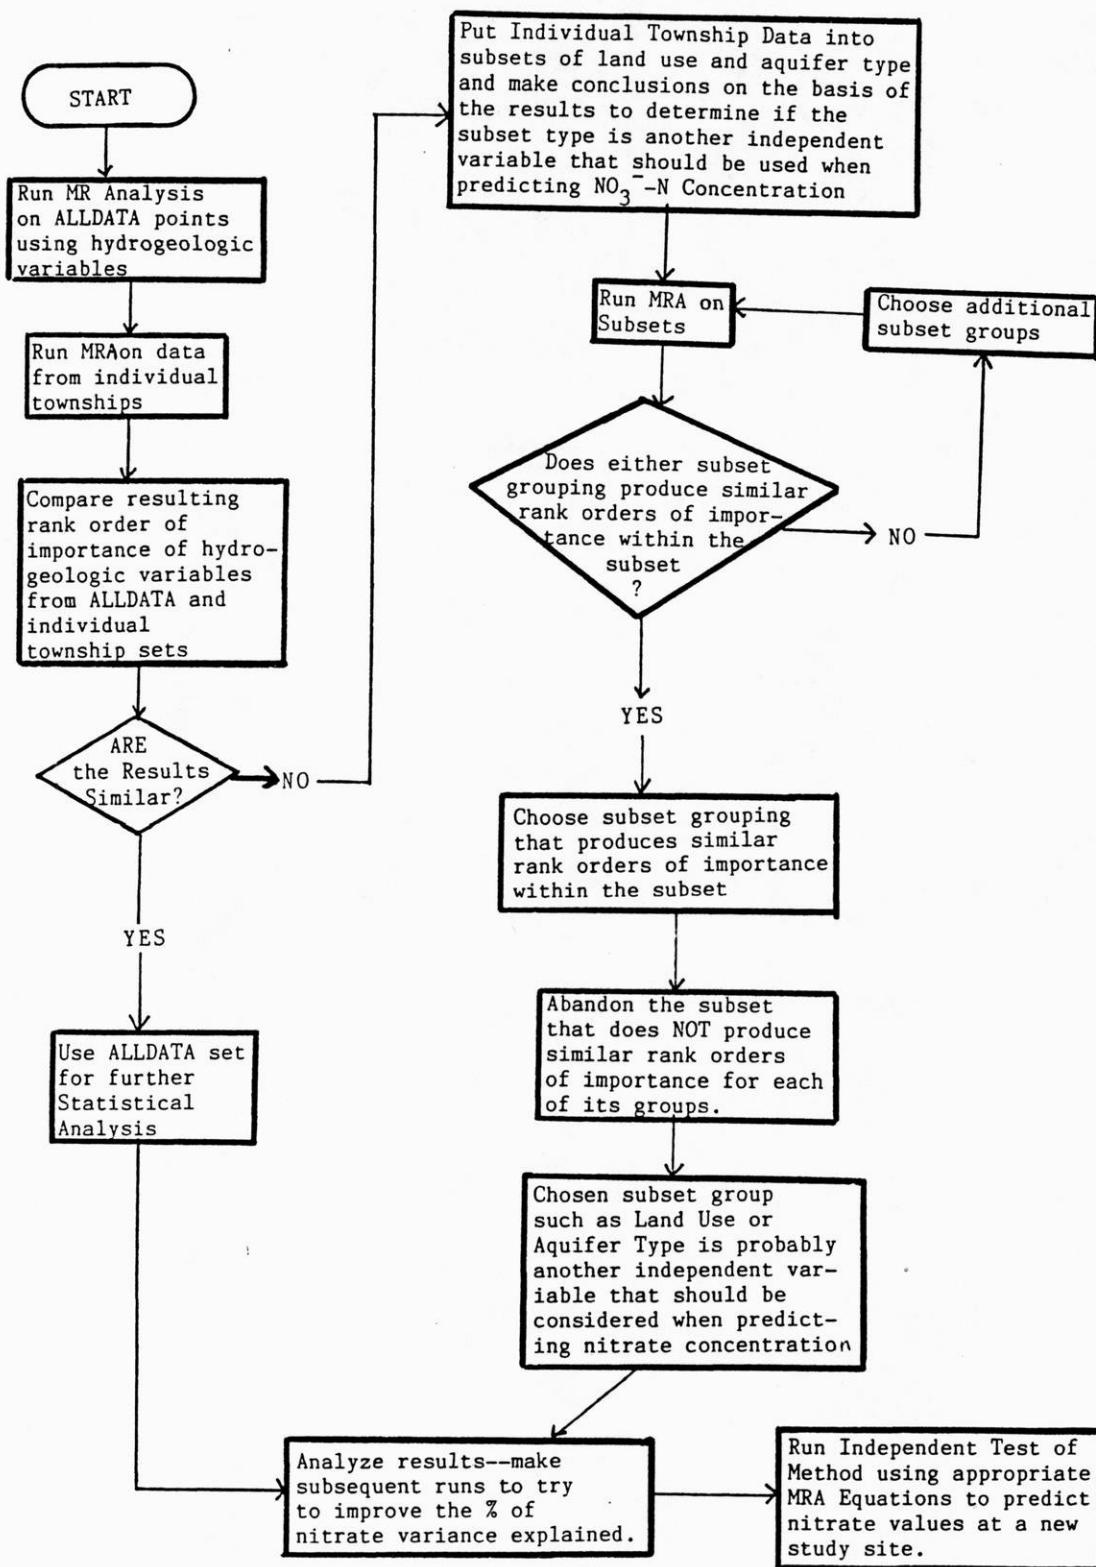 START
Run MR Analysis
on ALLDATA points
using hydrogeologic
variables
Run MRAon data
from individual
townships
Compare resulting
rank order of
importance of hydro-
geologic variables
from ALLDATA and
individual
township sets
ARE
the Results
Similar?
NO
YES
Use ALLDATA set
for further
Statistical
Analysis
Put Individual Township Data into
subsets of land use and aquifer type
and make conclusions on the basis of
the results to determine if the
subset type is another independent
variable that should be used when
predicting NO3--N Concentration
Run MRA on
Subsets
Choose additional
subset groups
Does either subset
grouping produce similar
rank orders of impor-
tance within the
subset
?
NO
YES
Choose subset grouping
that produces similar
rank orders of importance
within the subset
Abandon the subset
that does NOT produce
similar rank orders
of importance for each
of its groups.
Chosen subset group
such as Land Use or
Aquifer Type is probably
another independent var-
iable that should be
considered when predict-
ing nitrate concentration
Analyze results--make
subsequent runs to try
to improve the % of
nitrate variance explained.
Run Independent Test of
Method using appropriate
MRA Equations to predict
nitrate values at a new
study site.